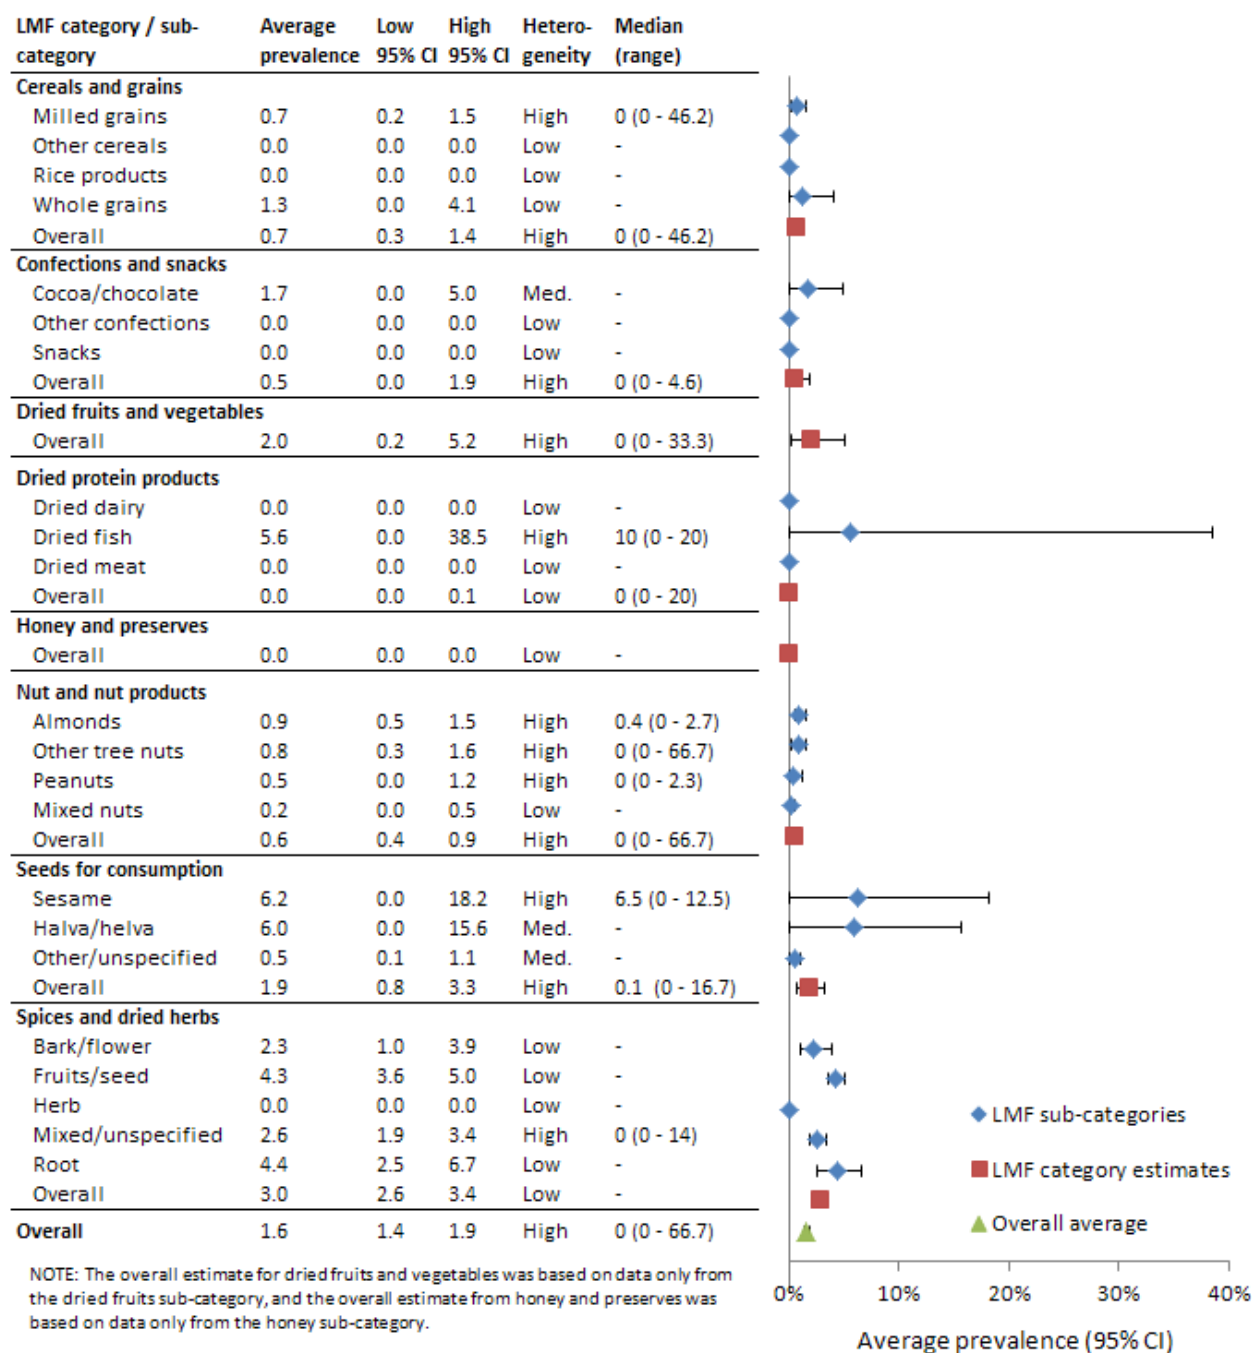 LMF category / sub-category Average prevalence Low 95% CI High 95% CI Hetero-geneity Median (range)
Cereals and grains
Milled grains 0.7 0.2 1.5 High 0 (0 - 46.2)
Other cereals 0.0 0.0 0.0 Low -
Rice products 0.0 0.0 0.0 Low -
Whole grains 1.3 0.0 4.1 Low -
Overall 0.7 0.3 1.4 High 0 (0 - 46.2)
Confections and snacks
Cocoa/chocolate 1.7 0.0 5.0 Med. -
Other confections 0.0 0.0 0.0 Low -
Snacks 0.0 0.0 0.0 Low -
Overall 0.5 0.0 1.9 High 0 (0 - 4.6)
Dried fruits and vegetables
Overall 2.0 0.2 5.2 High 0 (0 - 33.3)
Dried protein products
Dried dairy 0.0 0.0 0.0 Low -
Dried fish 5.6 0.0 38.5 High 10 (0 - 20)
Dried meat 0.0 0.0 0.0 Low -
Overall 0.0 0.0 0.1 Low 0 (0 - 20)
Honey and preserves
Overall 0.0 0.0 0.0 Low -
Nut and nut products
Almonds 0.9 0.5 1.5 High 0.4 (0 - 2.7)
Other tree nuts 0.8 0.3 1.6 High 0 (0 - 66.7)
Peanuts 0.5 0.0 1.2 High 0 (0 - 2.3)
Mixed nuts 0.2 0.0 0.5 Low -
Overall 0.6 0.4 0.9 High 0 (0 - 66.7)
Seeds for consumption
Sesame 6.2 0.0 18.2 High 6.5 (0 - 12.5)
Halva/helva 6.0 0.0 15.6 Med. -
Other/unspecified 0.5 0.1 1.1 Med. -
Overall 1.9 0.8 3.3 High 0.1 (0 - 16.7)
Spices and dried herbs
Bark/flower 2.3 1.0 3.9 Low -
Fruits/seed 4.3 3.6 5.0 Low -
Herb 0.0 0.0 0.0 Low -
Mixed/unspecified 2.6 1.9 3.4 High 0 (0 - 14)
Root 4.4 2.5 6.7 Low -
Overall 3.0 2.6 3.4 Low -
Overall 1.6 1.4 1.9 High 0 (0 - 66.7)
NOTE: The overall estimate for dried fruits and vegetables was based on data only from
the dried fruits sub-category, and the overall estimate from honey and preserves was
based on data only from the honey sub-category.
LMF sub-categories
LMF category estimates
Overall average
0% 10% 20% 30% 40%
Average prevalence (95% CI)